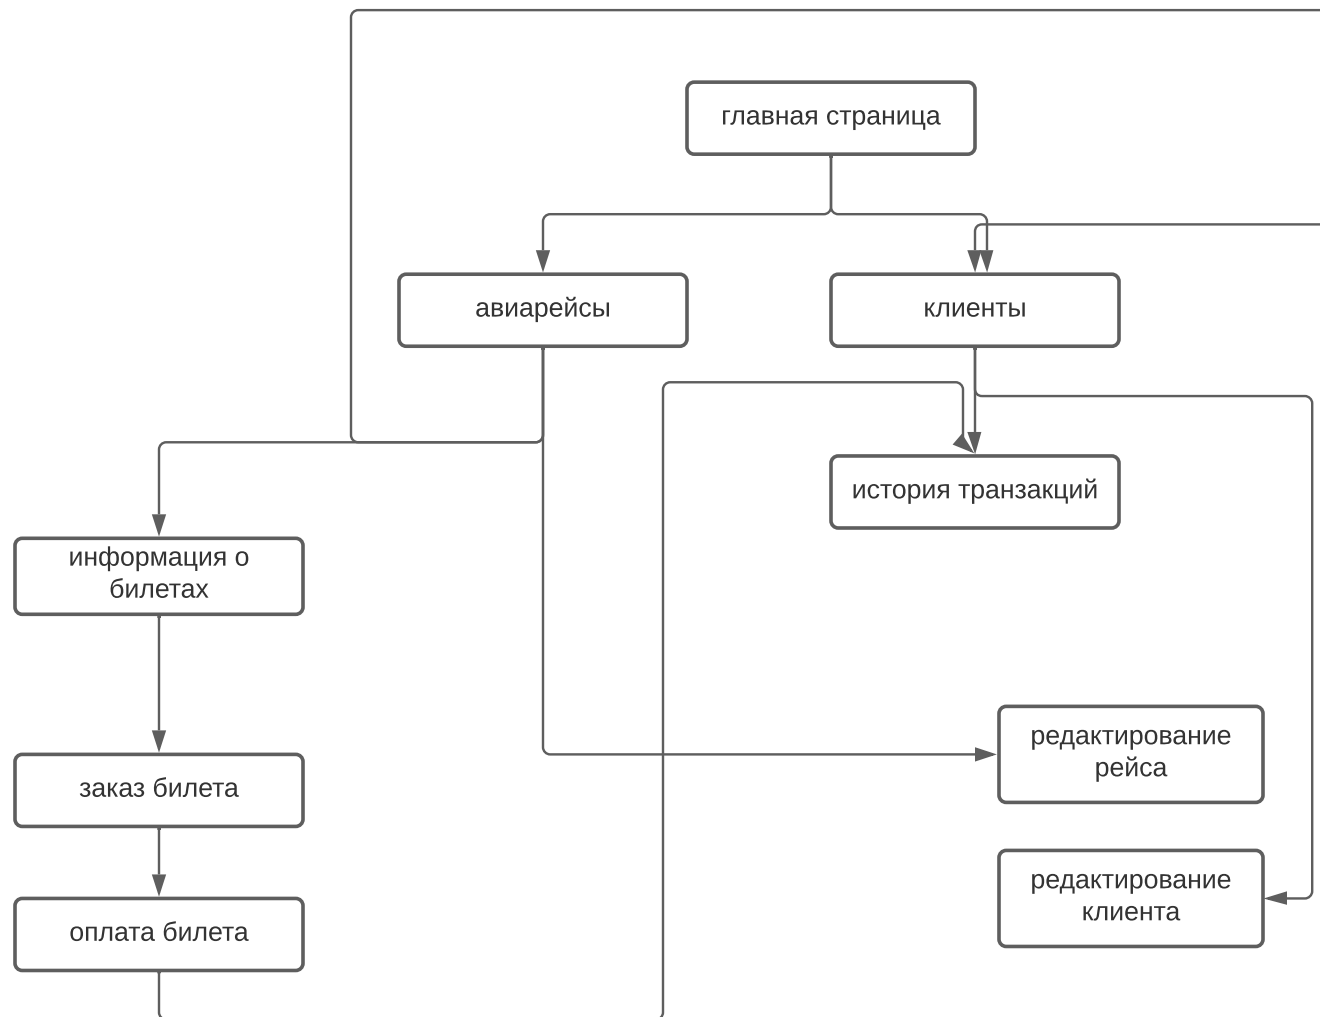 главная страница
авиарейсы
клиенты
история транзакций
информация о
билетах
редактирование
рейса
заказ билета
редактирование
клиента
оплата билета